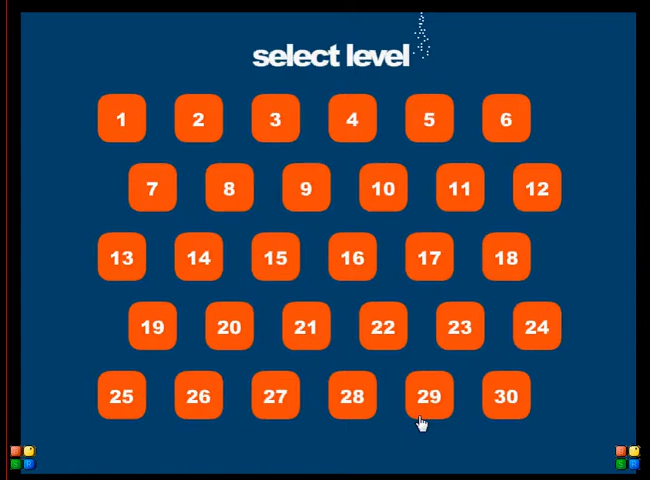 select level
1 2 3 4 5 6
7 8 9 10 11 12
13 14 15 16 17 18
19 20 21 22 23 24
25 26 27 28 29 30